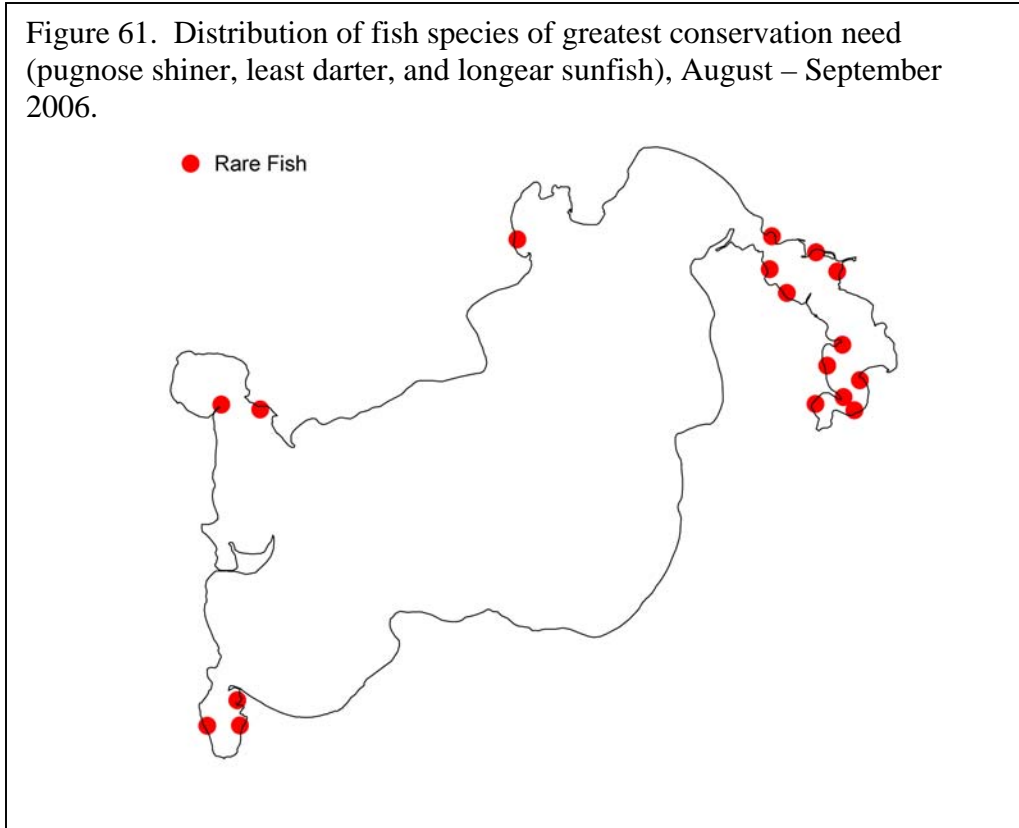 Figure 61.  Distribution of fish species of greatest conservation need
(pugnose shiner, least darter, and longear sunfish), August – September
2006.
Rare Fish